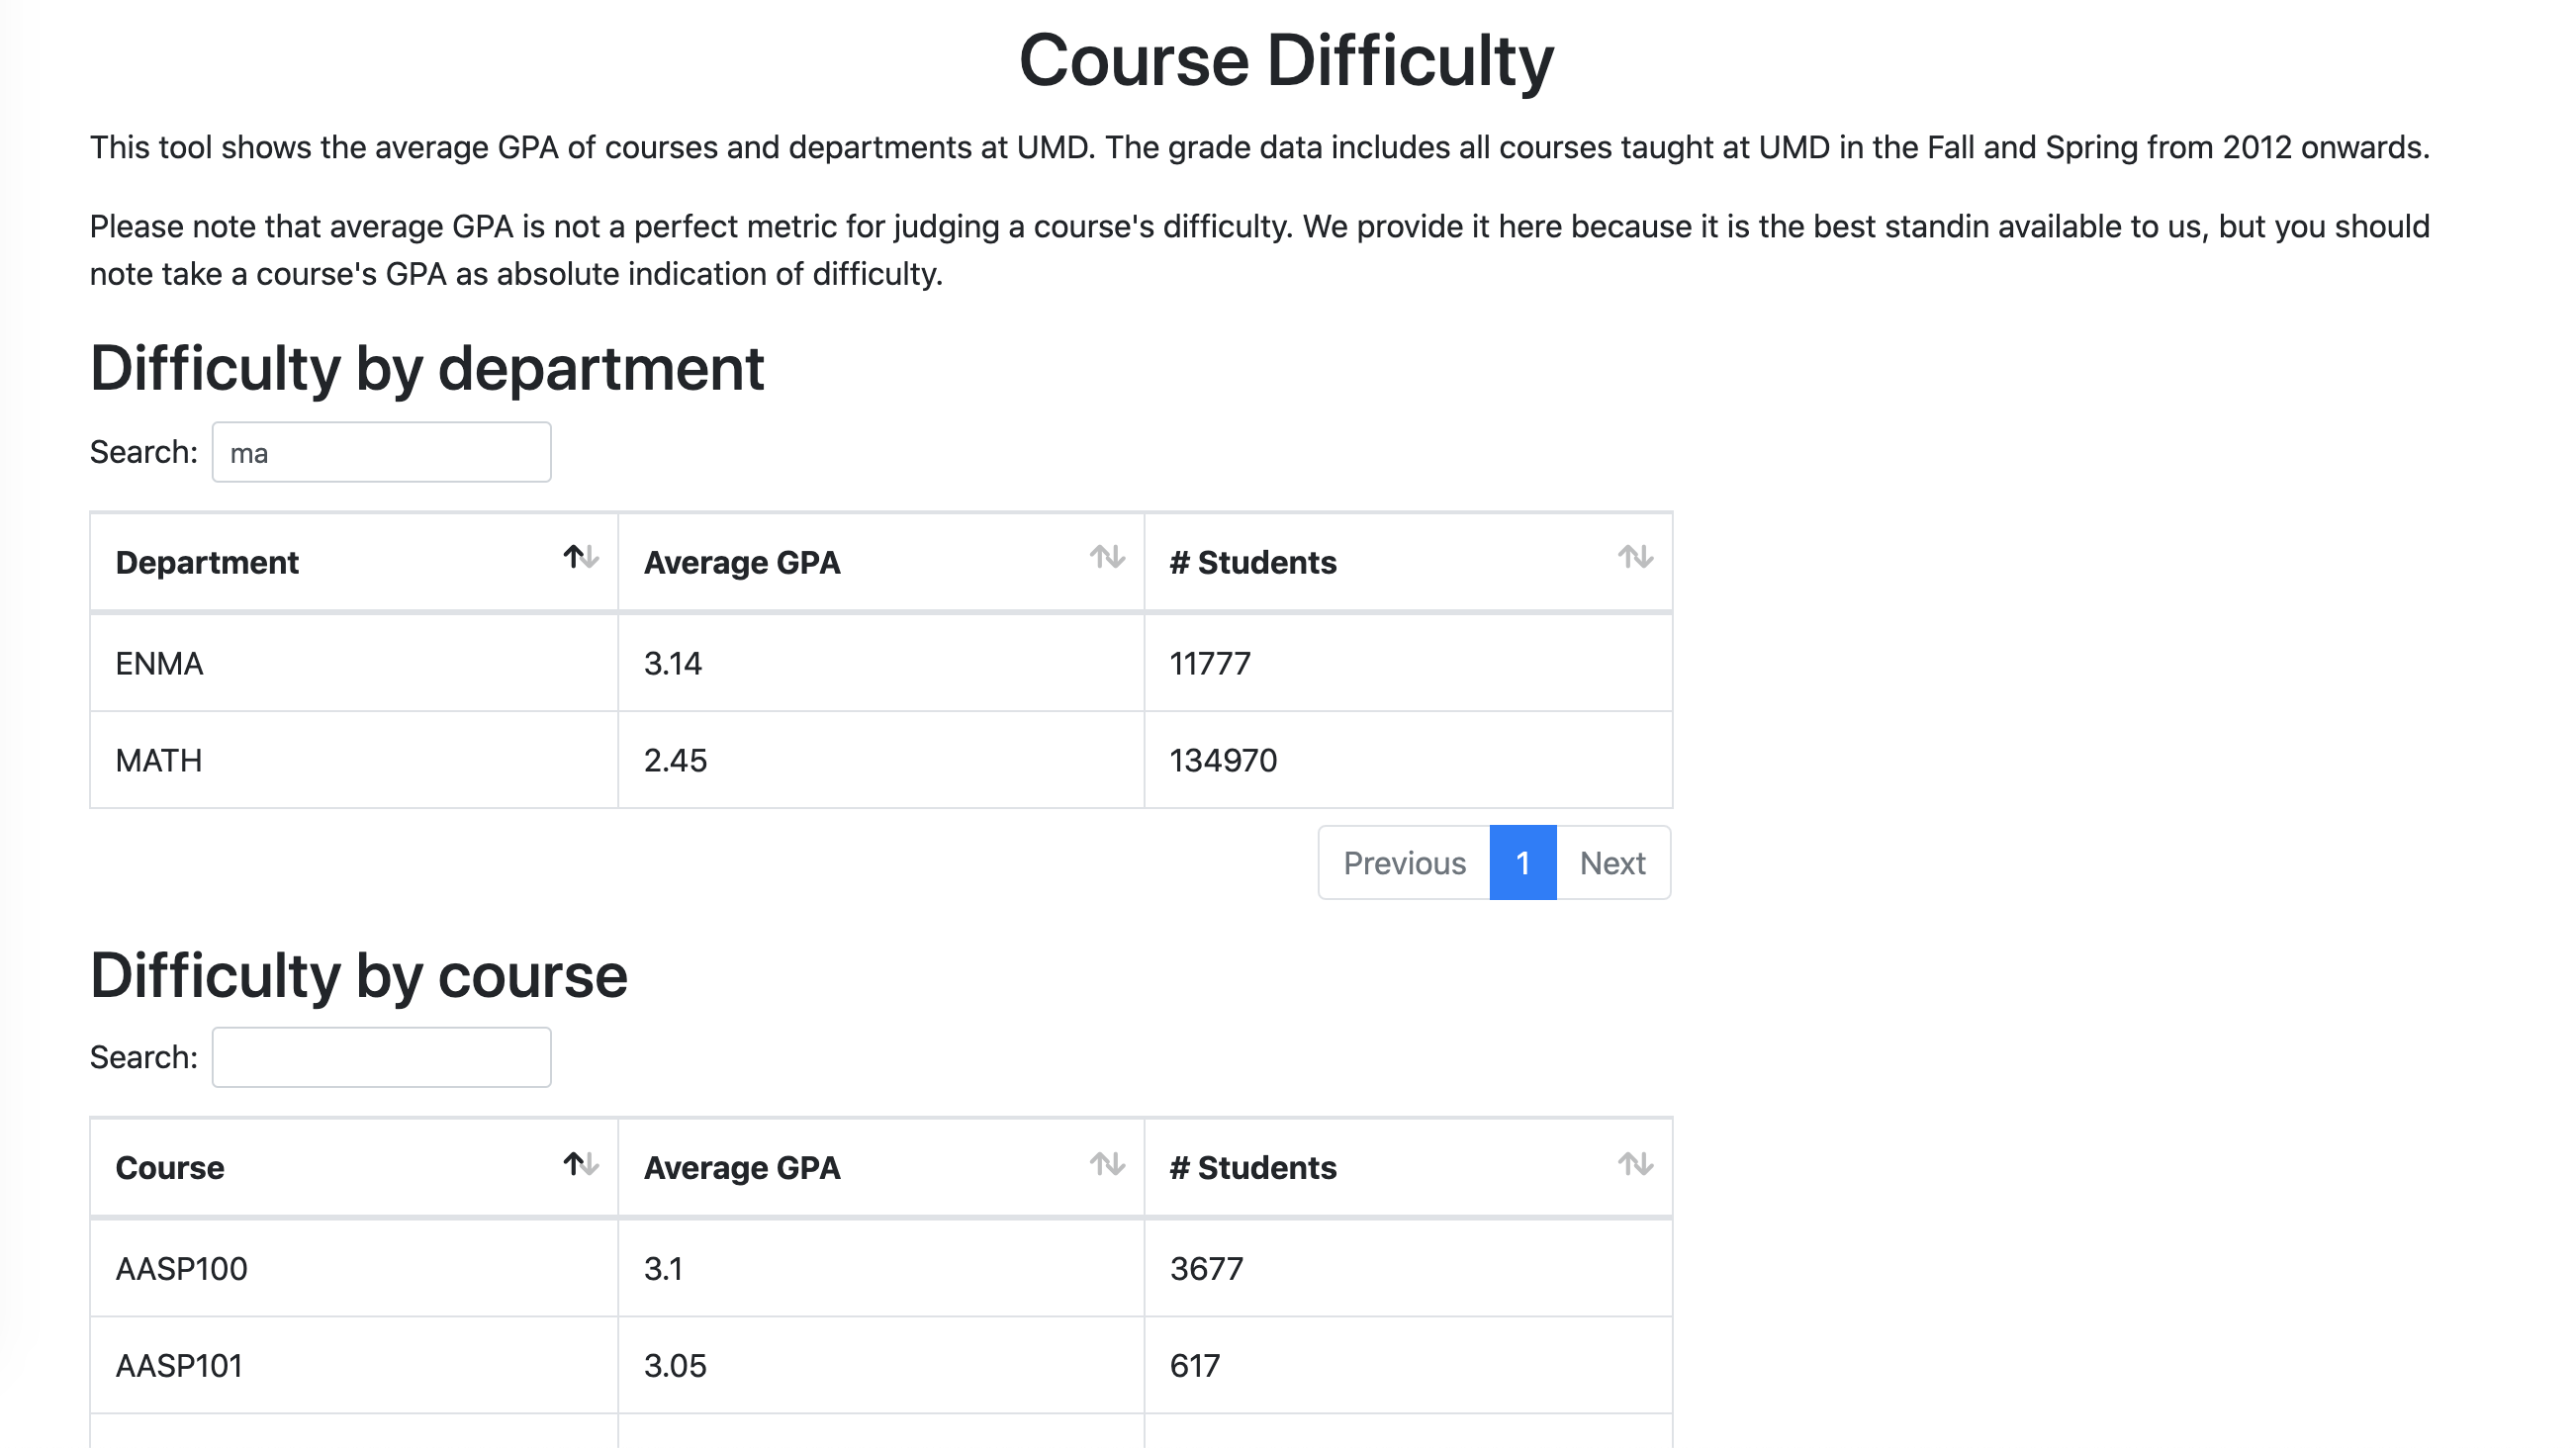 Course Difficulty
This tool shows the average GPA of courses and departments at UMD. The grade data includes all courses taught at UMD in the Fall and Spring from 2012 onwards.
Please note that average GPA is not a perfect metric for judging a course's difficulty. We provide it here because it is the best standin available to us, but you should
note take a course's GPA as absolute indication of difficulty.
Difficulty by department
Search: ma
Department Average GPA # Students
ENMA 3.14 11777
MATH 2.45 134970
Previous 1 Next
Difficulty by course
Search:
Course Average GPA # Students
AASP100 3.1 3677
AASP101 3.05 617